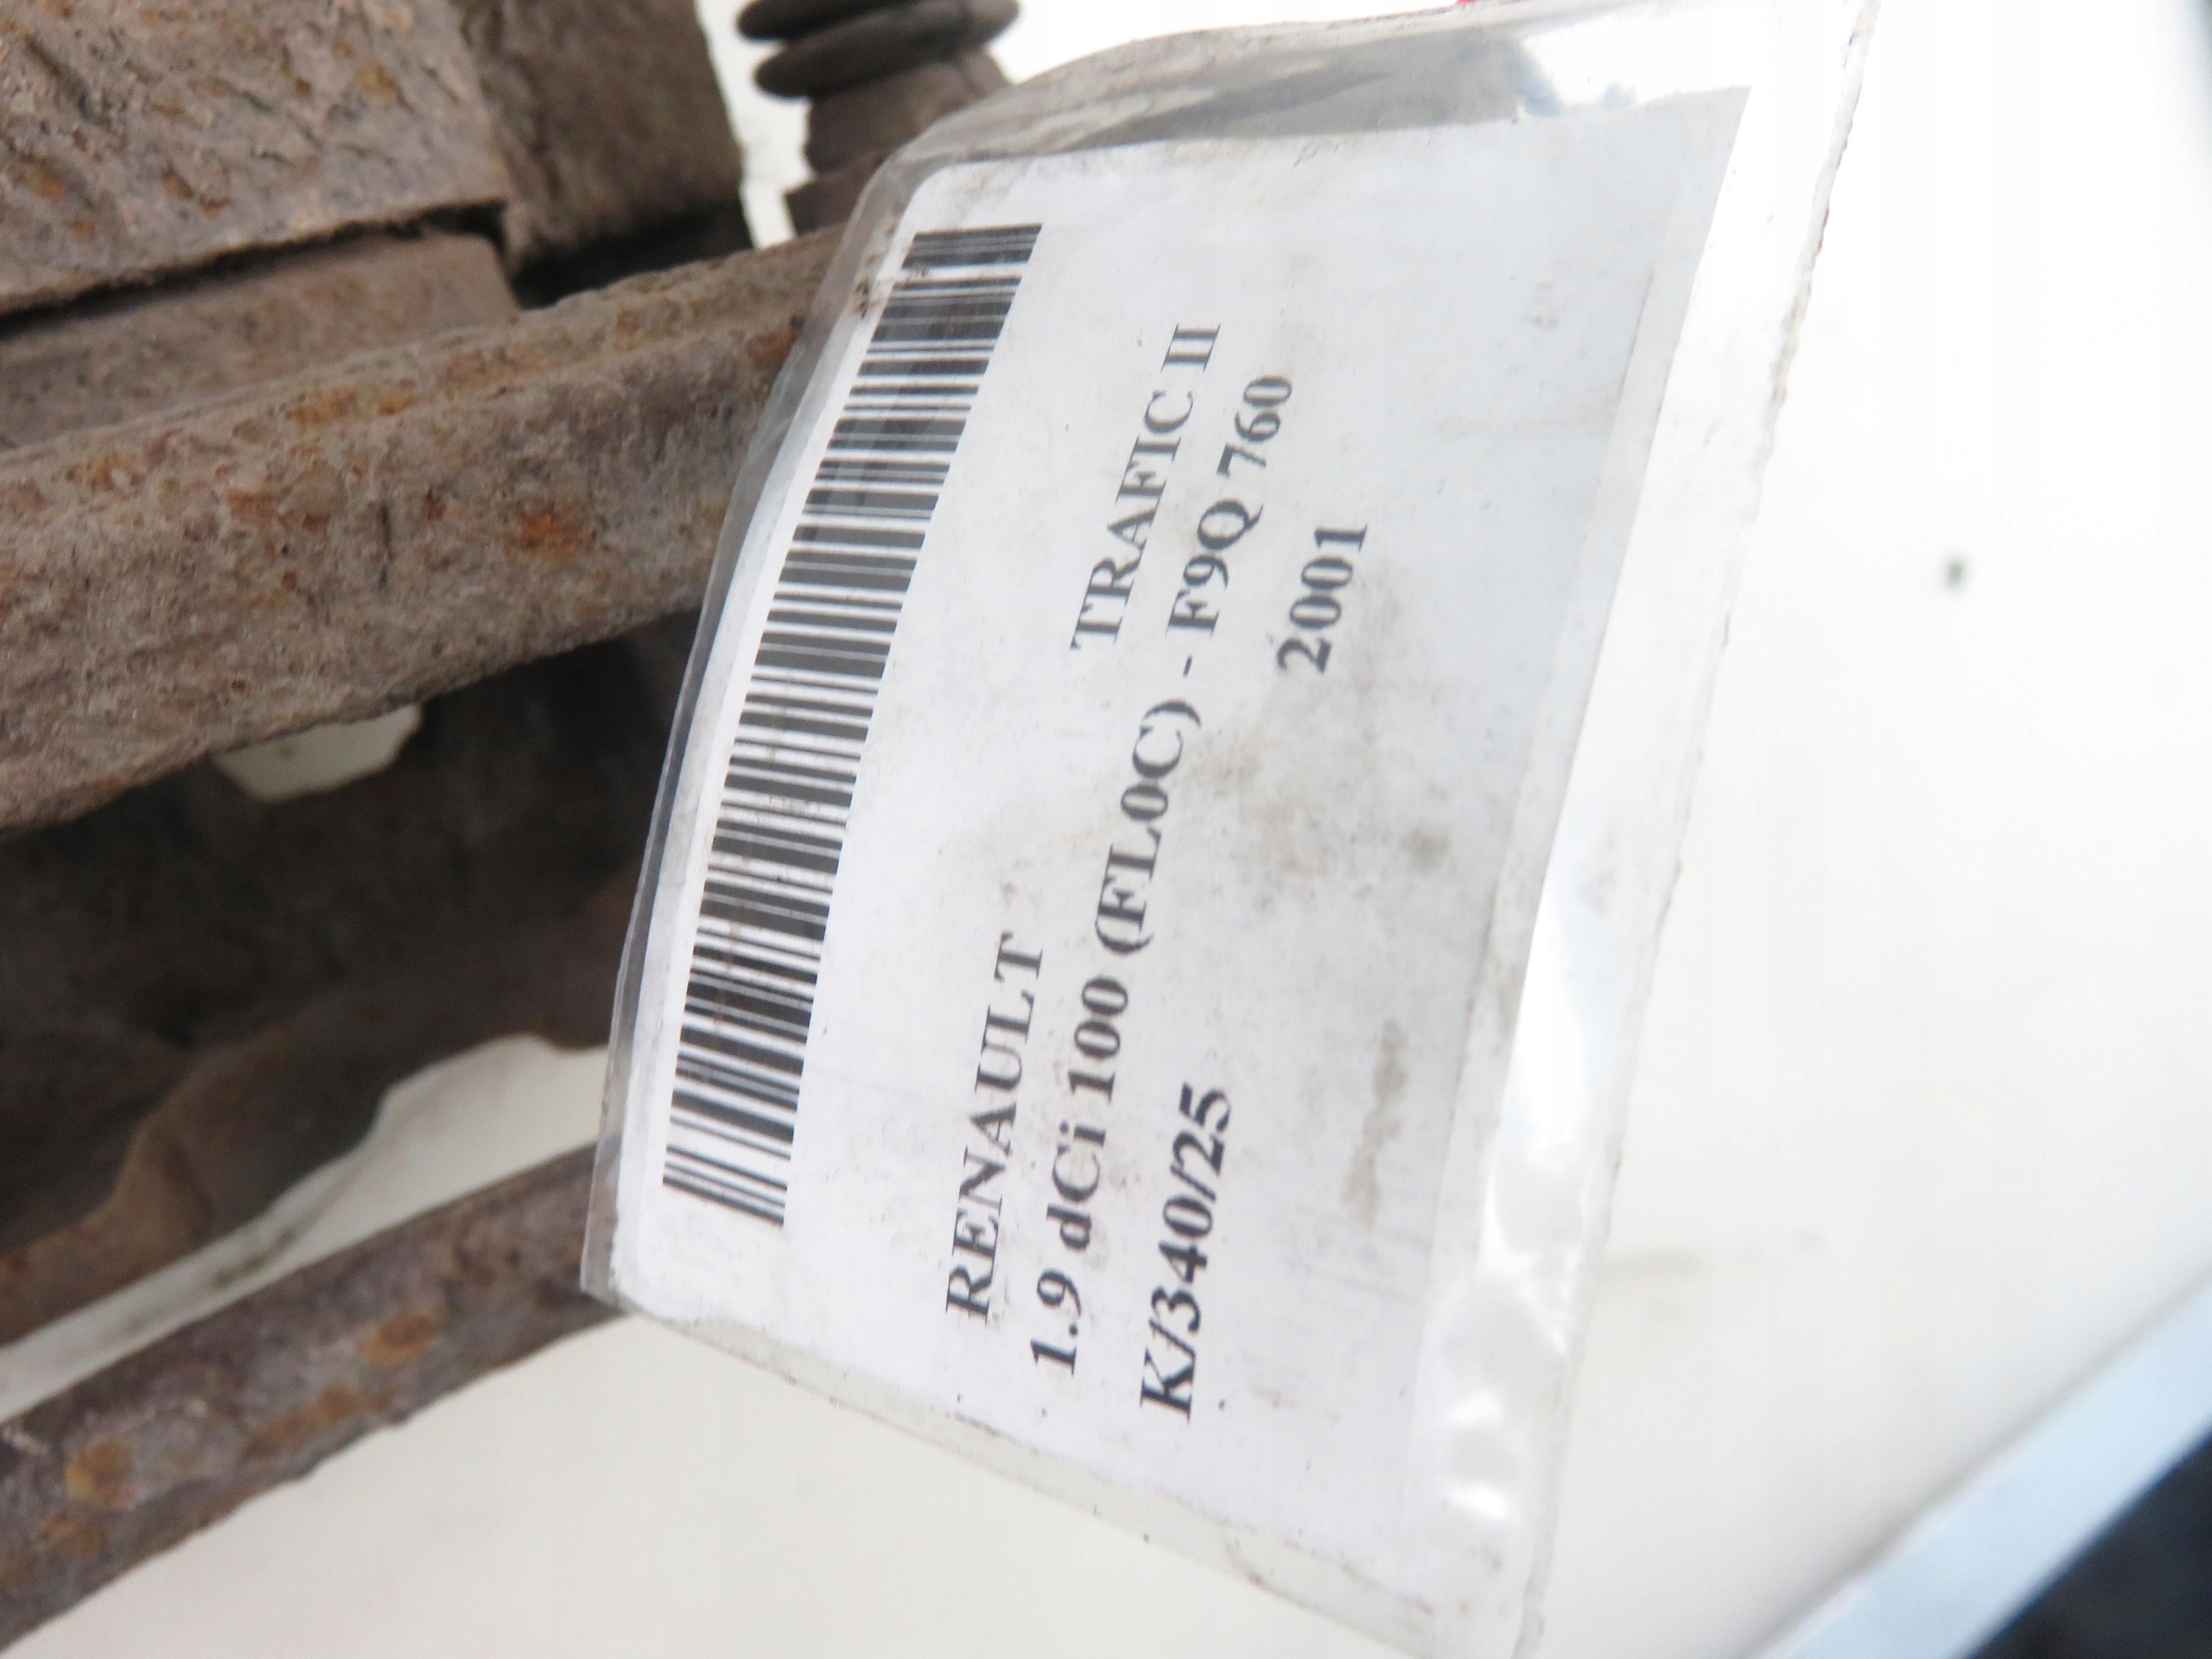 RENAULT TRAFIC II
1.9 dCi 100 (FL0C) - F9Q 760
K/340/25 2001